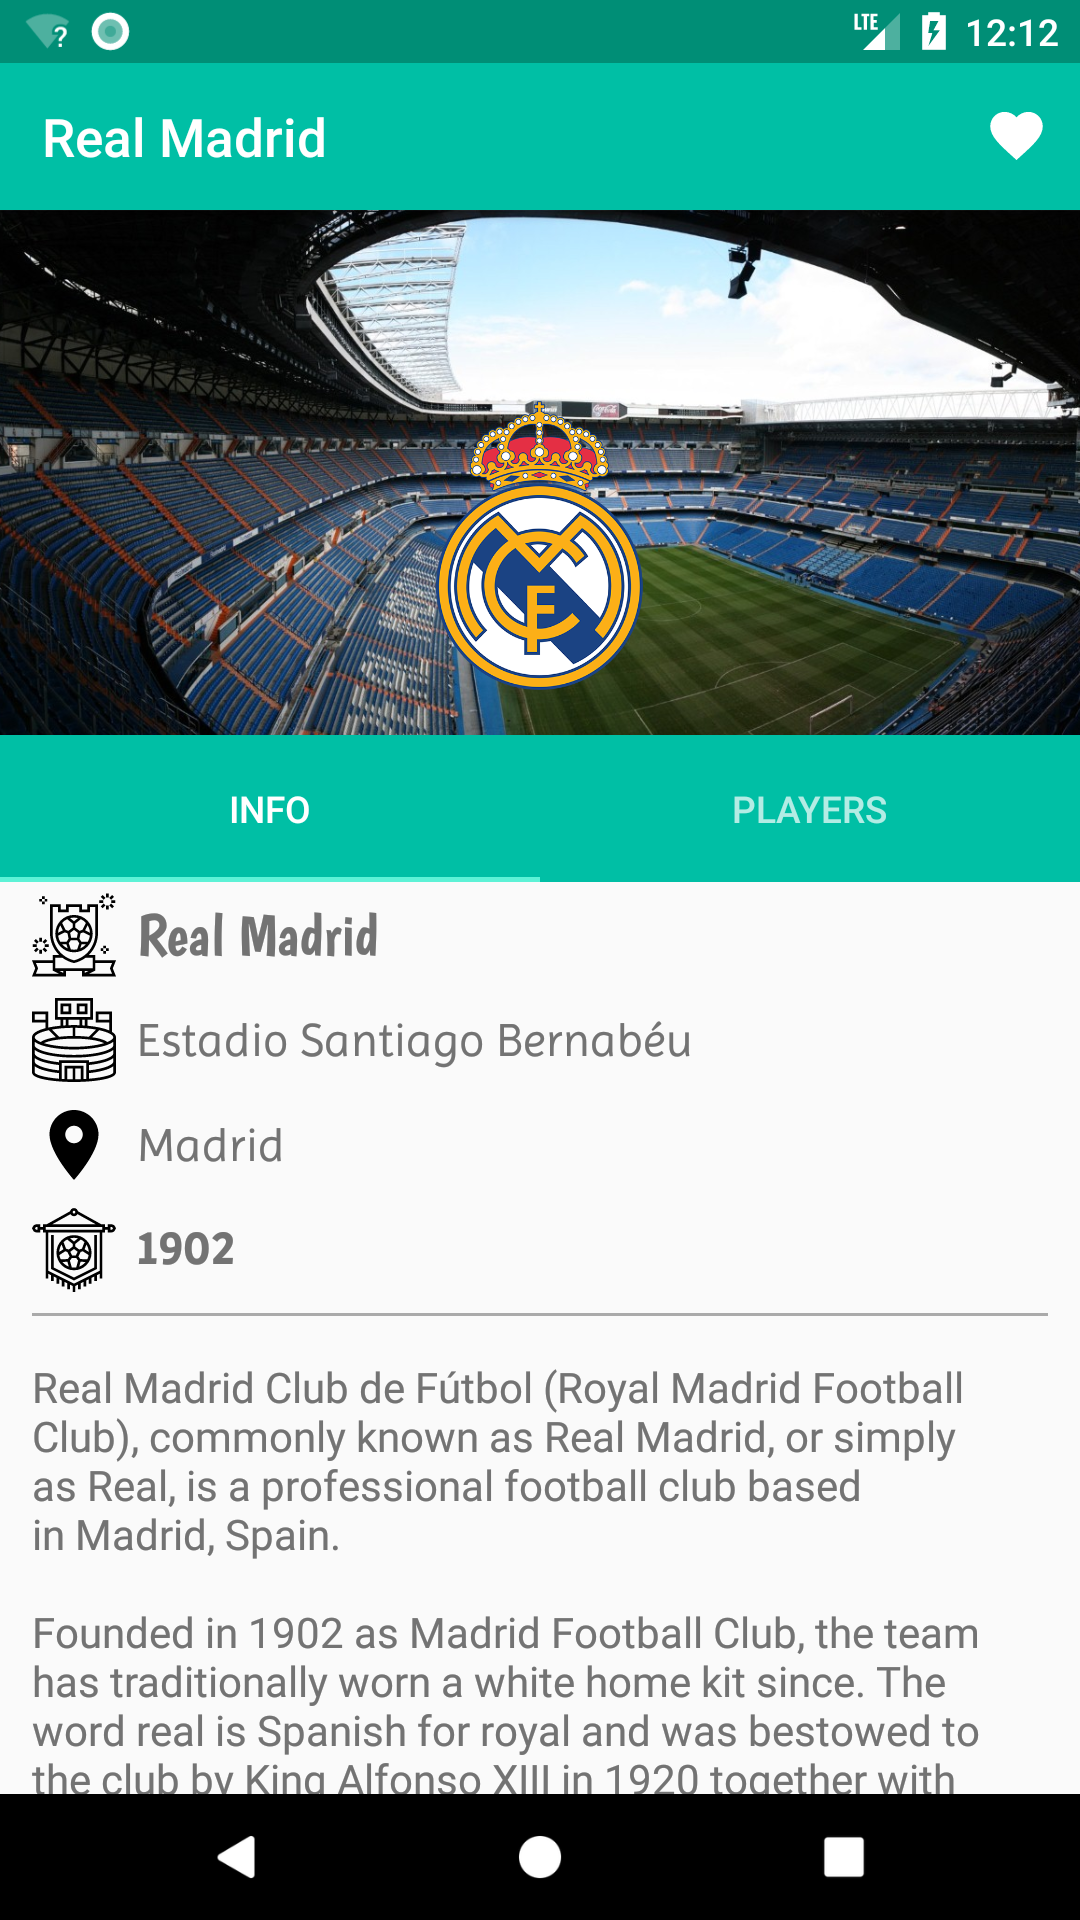 LTE 12:12
Real Madrid
INFO PLAYERS
Real Madrid
Estadio Santiago Bernabéu
Madrid
1902
Real Madrid Club de Fútbol (Royal Madrid Football
Club), commonly known as Real Madrid, or simply
as Real, is a professional football club based
in Madrid, Spain.
Founded in 1902 as Madrid Football Club, the team
has traditionally worn a white home kit since. The
word real is Spanish for royal and was bestowed to
the club by King Alfonso XIII in 1920 together with